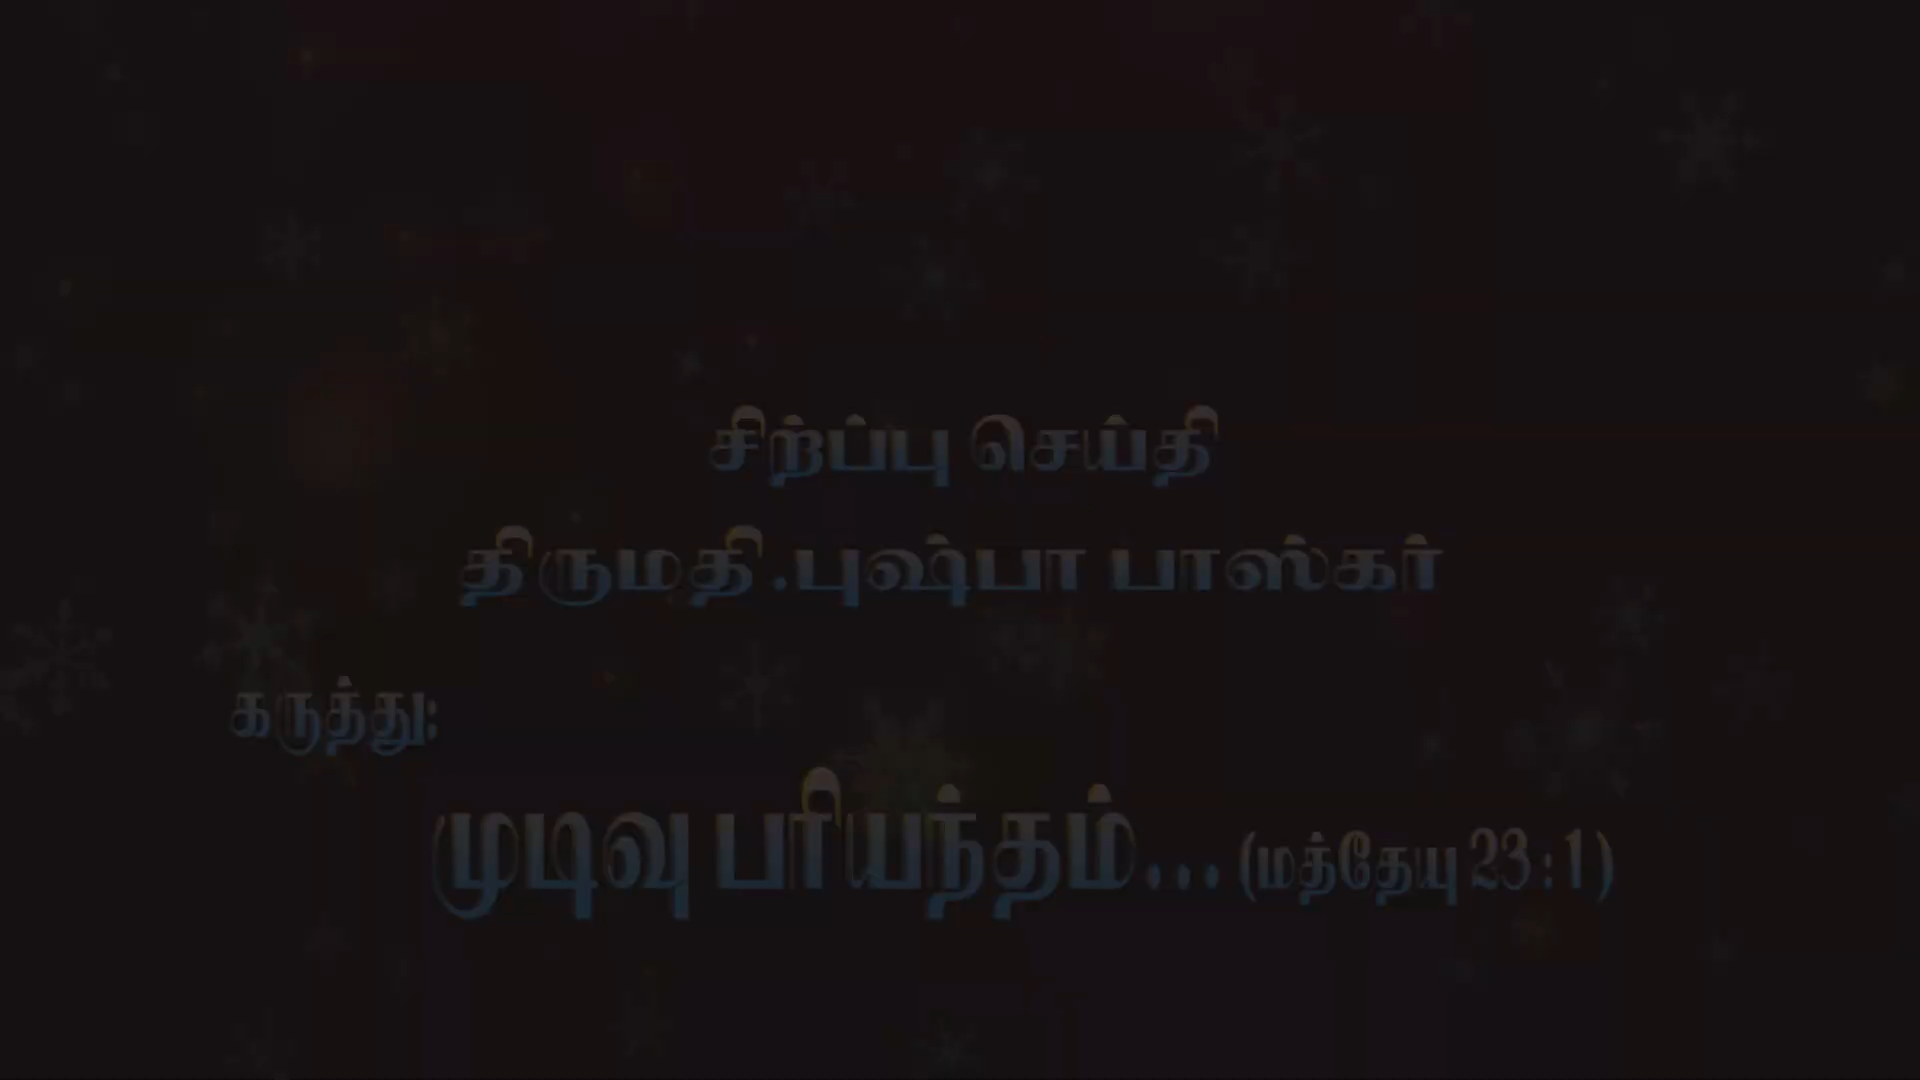 சிற்ப்பு செய்தி
திருமதி.புஷ்பா பாஸ்கர்
கருத்து:
முடிவு பரியந்தம்... (மத்தேயு 23:1)